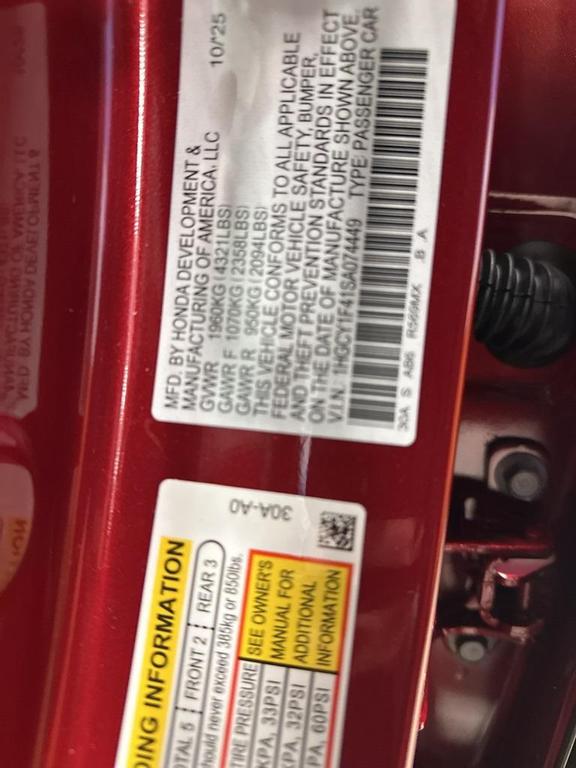 MFD. BY HONDA DEVELOPMENT &
MANUFACTURING OF AMERICA, LLC 10/'25
GVWR 1960KG(4321LBS)
GAWR F 1070KG(2358LBS)
GAWR R 950KG(2094LBS)
THIS VEHICLE CONFORMS TO ALL APPLICABLE
FEDERAL MOTOR VEHICLE SAFETY, BUMPER,
AND THEFT PREVENTION STANDARDS IN EFFECT
ON THE DATE OF MANUFACTURE SHOWN ABOVE.
V.I.N.: 1HGCY1F41SA074449 TYPE: PASSENGER CAR
30A S AB6 R569MX .B A
30A-A0
DING INFORMATION
OTAL 5 FRONT 2 REAR 3
hould never exceed 385kg or 850lbs.
TIRE PRESSURE SEE OWNER'S
KPA, 33PSI MANUAL FOR
KPA, 32PSI ADDITIONAL
PA, 60PSI INFORMATION